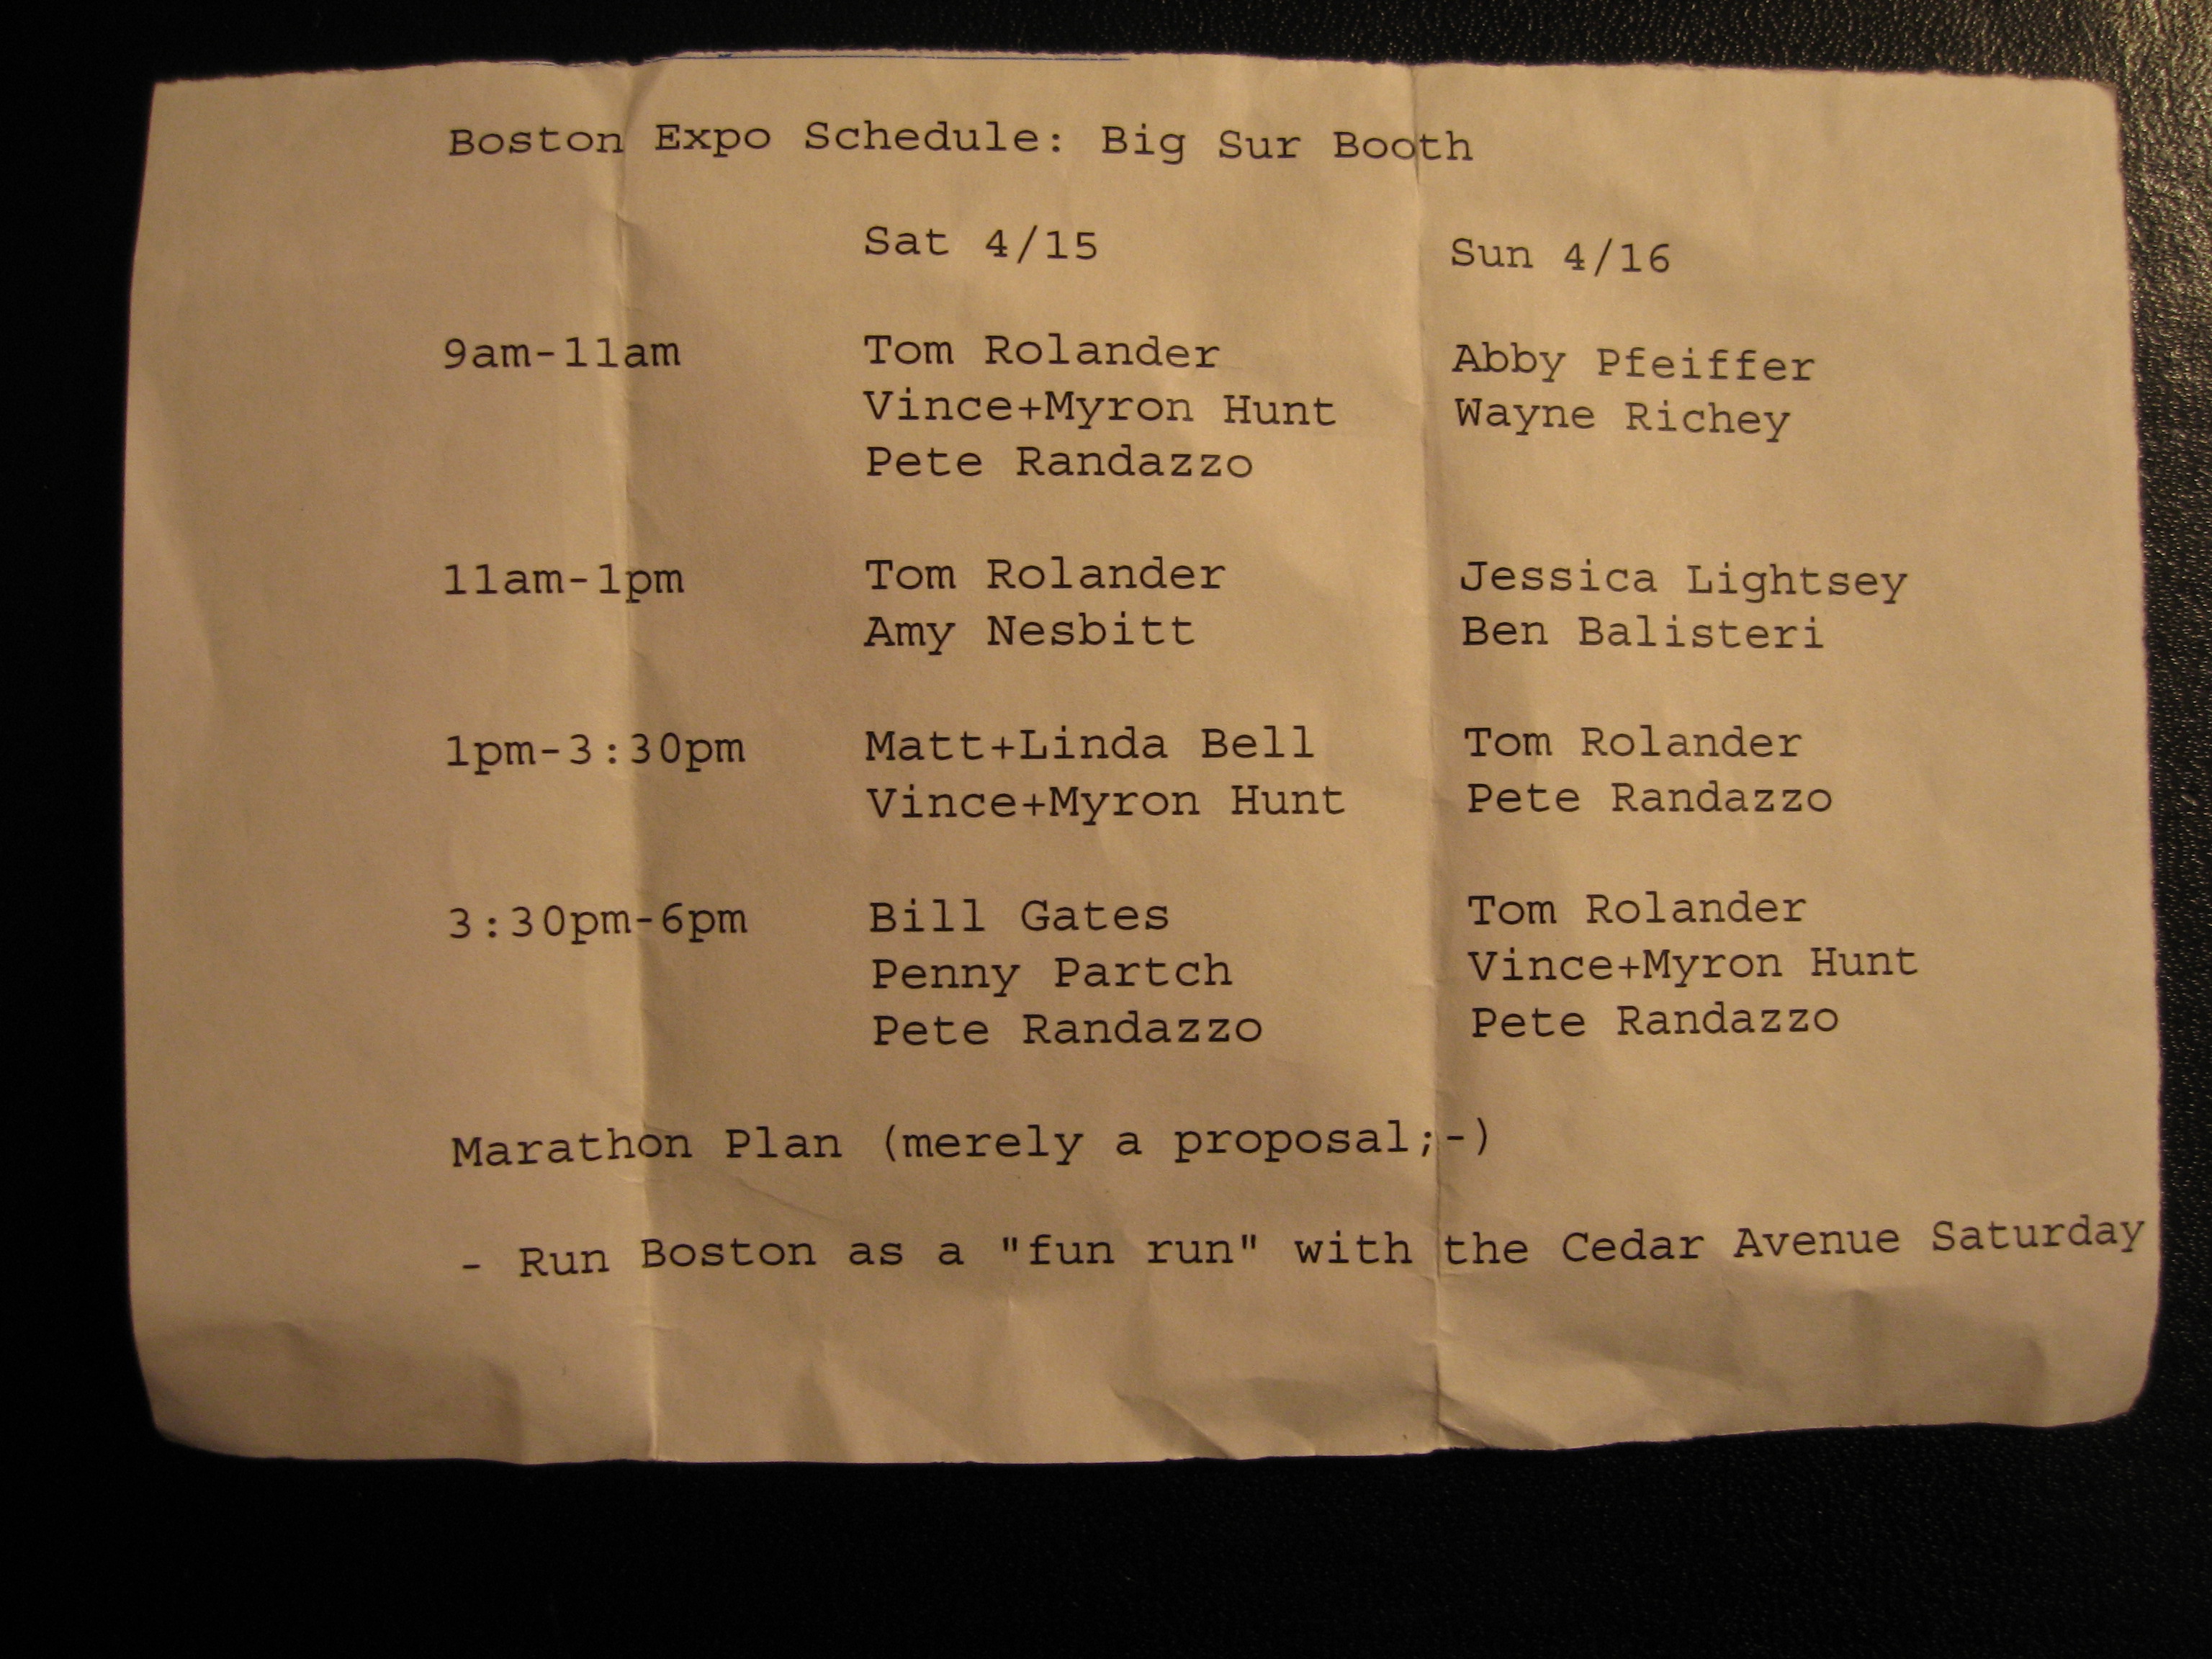 Boston Expo Schedule: Big Sur Booth
Sat 4/15 Sun 4/16
9am-11am Tom Rolander Abby Pfeiffer
Vince+Myron Hunt Wayne Richey
Pete Randazzo
11am-1pm Tom Rolander Jessica Lightsey
Amy Nesbitt Ben Balisteri
1pm-3:30pm Matt+Linda Bell Tom Rolander
Vince+Myron Hunt Pete Randazzo
3:30pm-6pm Bill Gates Tom Rolander
Penny Partch Vince+Myron Hunt
Pete Randazzo Pete Randazzo
Marathon Plan (merely a proposal;-)
- Run Boston as a "fun run" with the Cedar Avenue Saturday